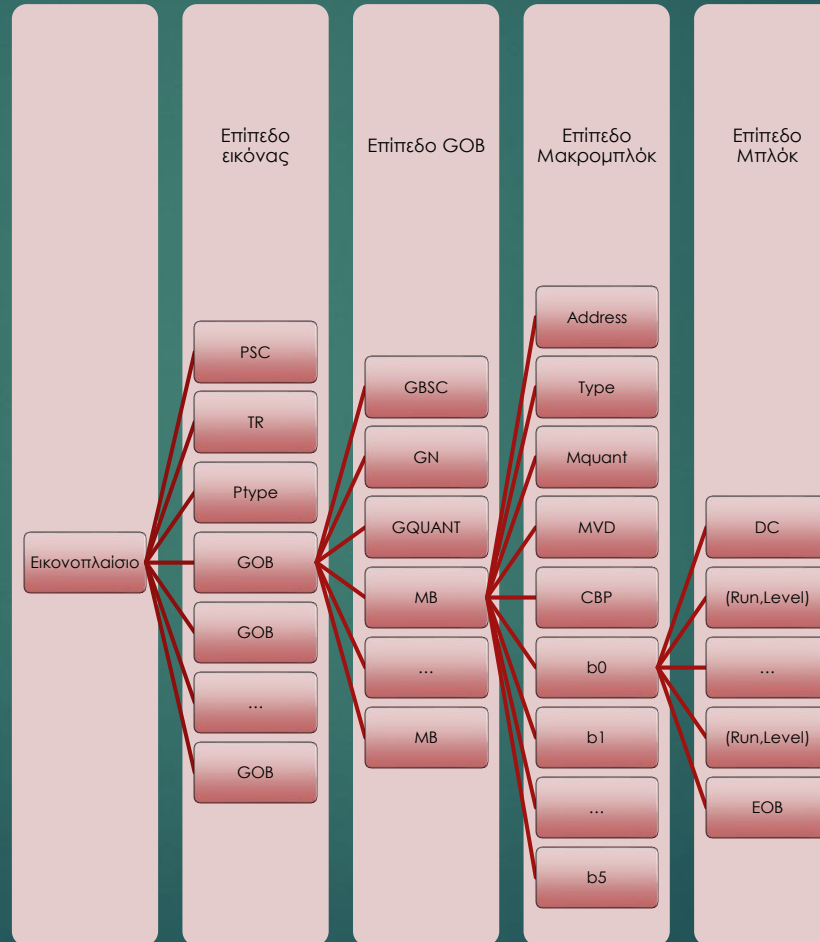 Επίπεδο
εικόνας
Επίπεδο GOB
Επίπεδο
Μακρομπλόκ
Επίπεδο
Μπλόκ
Εικονοπλαίσιο
PSC
TR
Ptype
GOB
GOB
...
GOB
GBSC
GN
GQUANT
MB
...
MB
Address
Type
Mquant
MVD
CBP
b0
b1
...
b5
DC
(Run,Level)
...
(Run,Level)
EOB